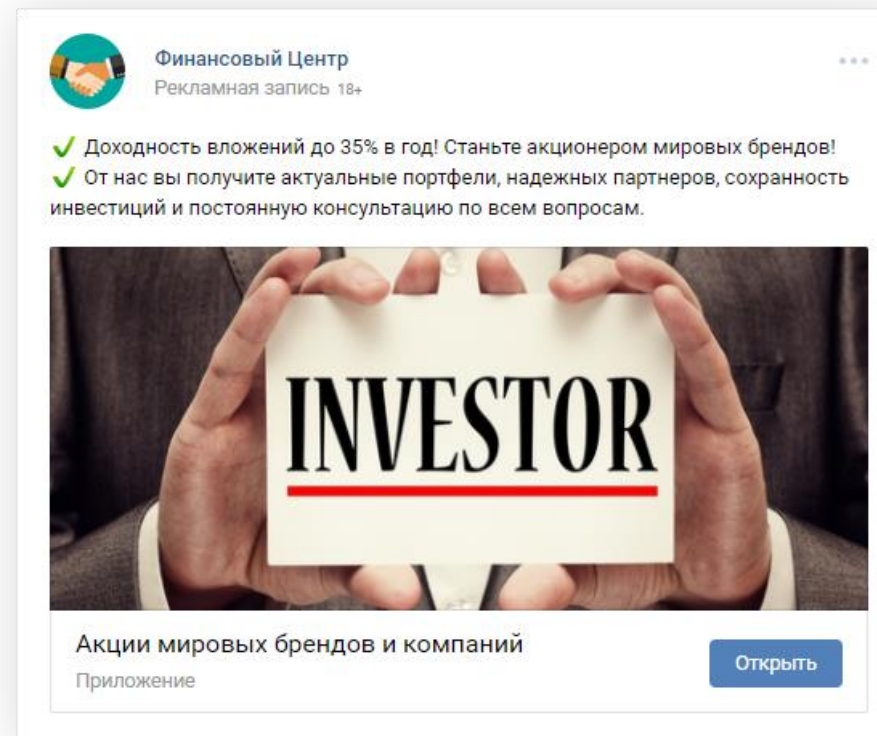 Финансовый Центр
Рекламная запись 18+
✔ Доходность вложений до 35% в год! Станьте акционером мировых брендов!
✔ От нас вы получите актуальные портфели, надежных партнеров, сохранность
инвестиций и постоянную консультацию по всем вопросам.
INVESTOR
Акции мировых брендов и компаний
Приложение
Открыть